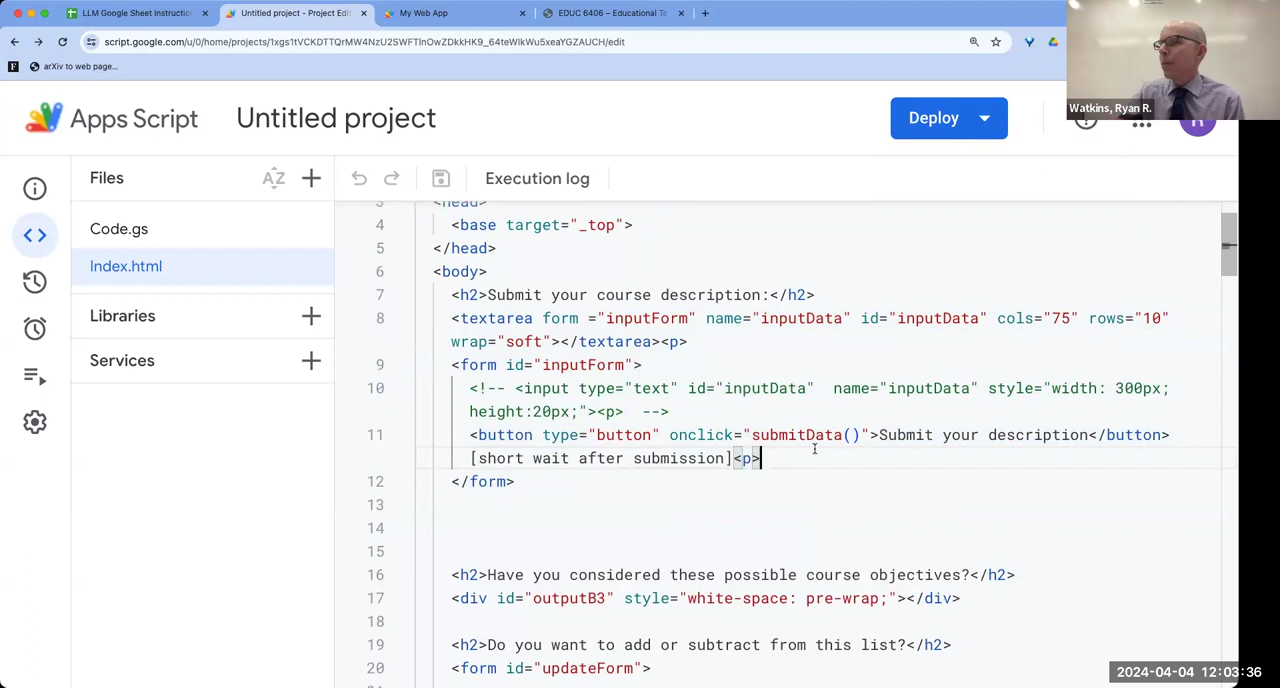 LLM Google Sheet Instruction
Untitled project - Project Edit
My Web App
EDUC 6406 – Educational Te
script.google.com/u/0/home/projects/1xgs1tVCKDTTQrMW4NzU2SWFTlnOwZDkkHK9_64teWlkWu5xeaYGZAUCH/edit
F arXiv to web page...
Watkins, Ryan R.
Apps Script
Untitled project
Deploy
Files
AZ
Execution log
Code.gs
Index.html
Libraries
Services
3 <head>
4 <base target="_top">
5 </head>
6 <body>
7 <h2>Submit your course description:</h2>
8 <textarea form ="inputForm" name="inputData" id="inputData" cols="75" rows="10"
wrap="soft"></textarea><p>
9 <form id="inputForm">
10 <!-- <input type="text" id="inputData"  name="inputData" style="width: 300px;
height:20px;"><p>  -->
11 <button type="button" onclick="submitData()">Submit your description</button>
[short wait after submission]<p>
12 </form>
13
14
15
16 <h2>Have you considered these possible course objectives?</h2>
17 <div id="outputB3" style="white-space: pre-wrap;"></div>
18
19 <h2>Do you want to add or subtract from this list?</h2>
20 <form id="updateForm">
2024-04-04 12:03:36